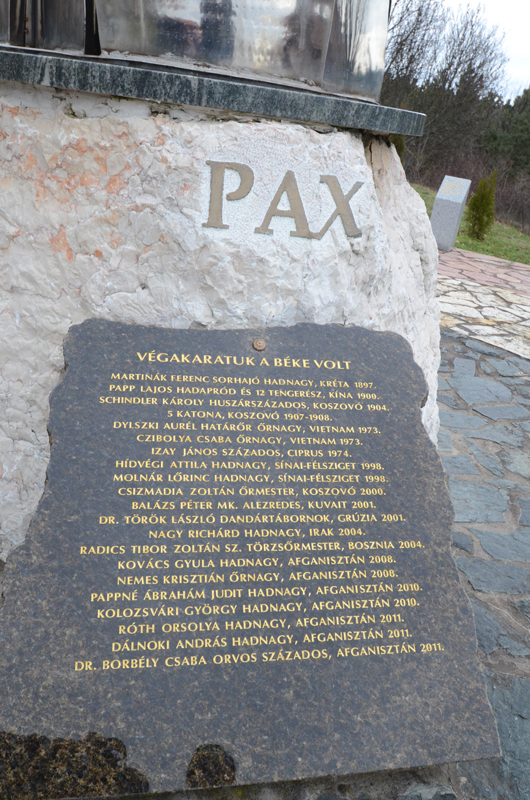 PAX
VÉGAKARATUK A BÉKE VOLT
MARTINÁK FERENC SORHAJÓ HADNAGY, KRÉTA 1897.
PAPP LAJOS HADAPRÓD ÉS 12 TENGERÉSZ, KÍNA 1900.
SCHINDLER KÁROLY HUSZÁRSZÁZADOS, KOSZOVÓ 1904.
5 KATONA, KOSZOVÓ 1907-1908.
DYLSZKI AURÉL HATÁRŐR ŐRNAGY, VIETNAM 1973.
CZIBOLYA CSABA ŐRNAGY, VIETNAM 1973.
IZAY JÁNOS SZÁZADOS, CIPRUS 1974.
HÍDVÉGI ATTILA HADNAGY, SÍNAI-FÉLSZIGET 1998.
MOLNÁR LŐRINC HADNAGY, SÍNAI-FÉLSZIGET 1998.
CSIZMADIA ZOLTÁN ŐRMESTER, KOSZOVÓ 2000.
BALÁZS PÉTER MK. ALEZREDES, KUVAIT 2001.
DR. TÖRÖK LÁSZLÓ DANDÁRTÁBORNOK, GRÚZIA 2001.
NAGY RICHÁRD HADNAGY, IRAK 2004.
RADICS TIBOR ZOLTÁN SZ. TÖRZSŐRMESTER, BOSZNIA 2004.
KOVÁCS GYULA HADNAGY, AFGANISZTÁN 2008.
NEMES KRISZTIÁN ŐRNAGY, AFGANISZTÁN 2008.
PAPPNÉ ÁBRAHÁM JUDIT HADNAGY, AFGANISZTÁN 2010.
KOLOZSVÁRI GYÖRGY HADNAGY, AFGANISZTÁN 2010.
RÓTH ORSOLYA HADNAGY, AFGANISZTÁN 2011.
DÁLNOKI ANDRÁS HADNAGY, AFGANISZTÁN 2011.
DR. BORBÉLY CSABA ORVOS SZÁZADOS, AFGANISZTÁN 2011.